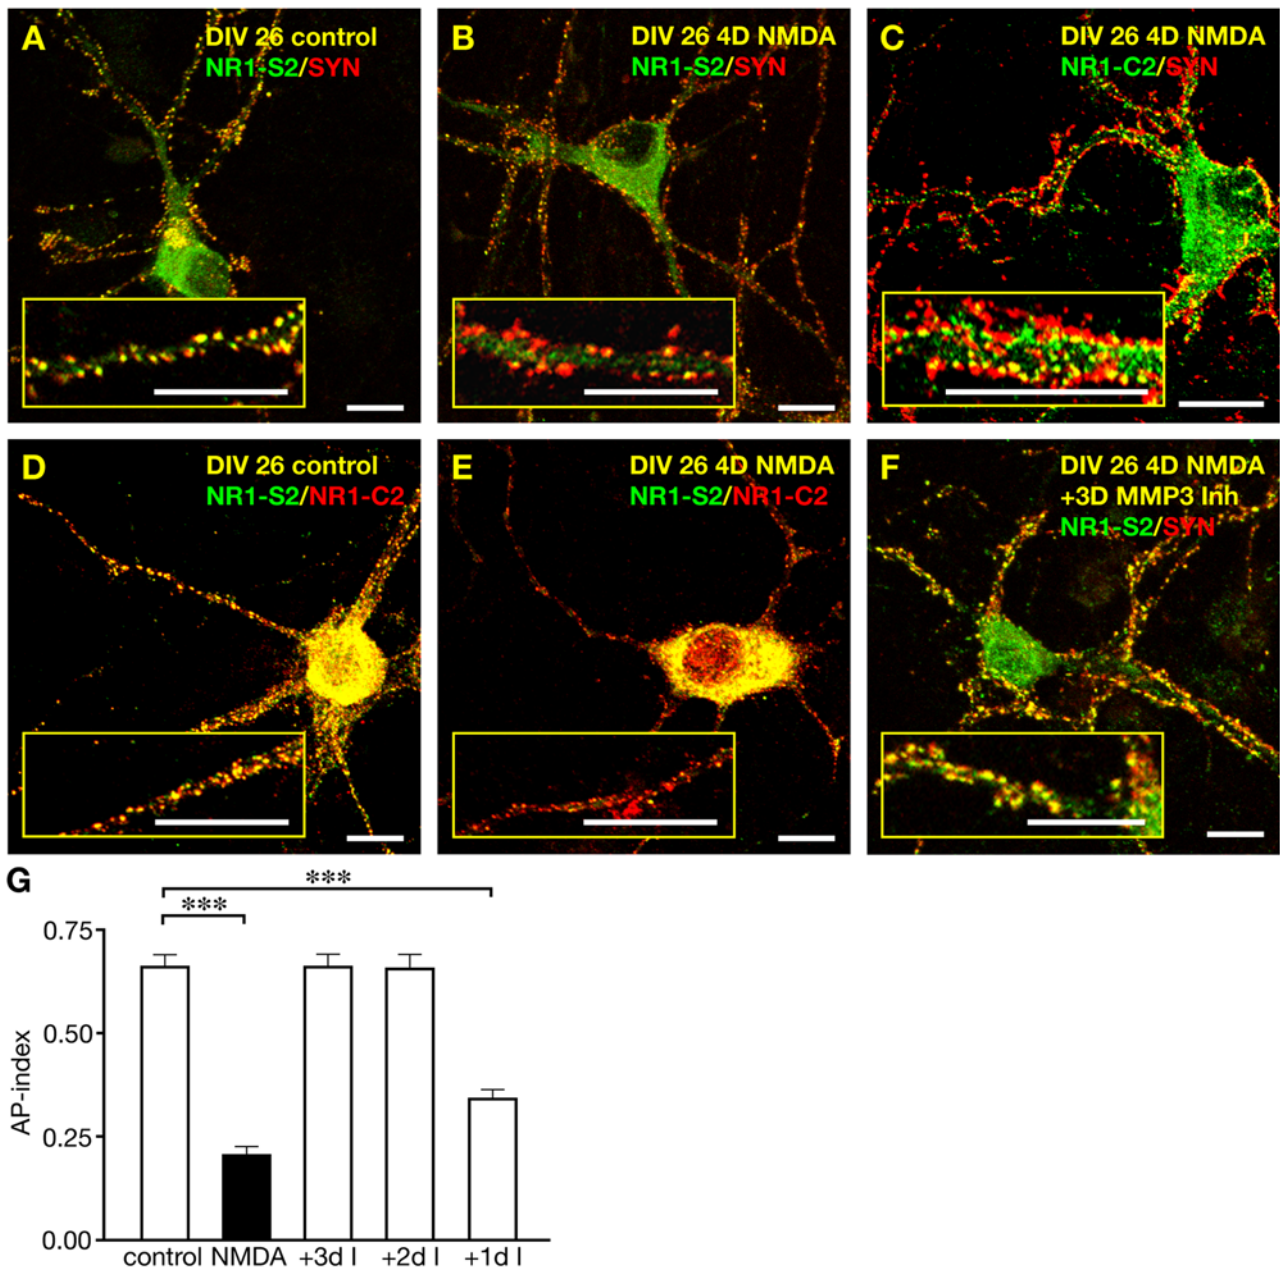 A
DIV 26 control
NR1-S2/SYN
B
DIV 26 4D NMDA
NR1-S2/SYN
C
DIV 26 4D NMDA
NR1-C2/SYN
D
DIV 26 control
NR1-S2/NR1-C2
E
DIV 26 4D NMDA
NR1-S2/NR1-C2
F
DIV 26 4D NMDA
+3D MMP3 Inh
NR1-S2/SYN
G
***
***
0.75
0.50
0.25
0.00
AP-index
control NMDA +3d I +2d I +1d I